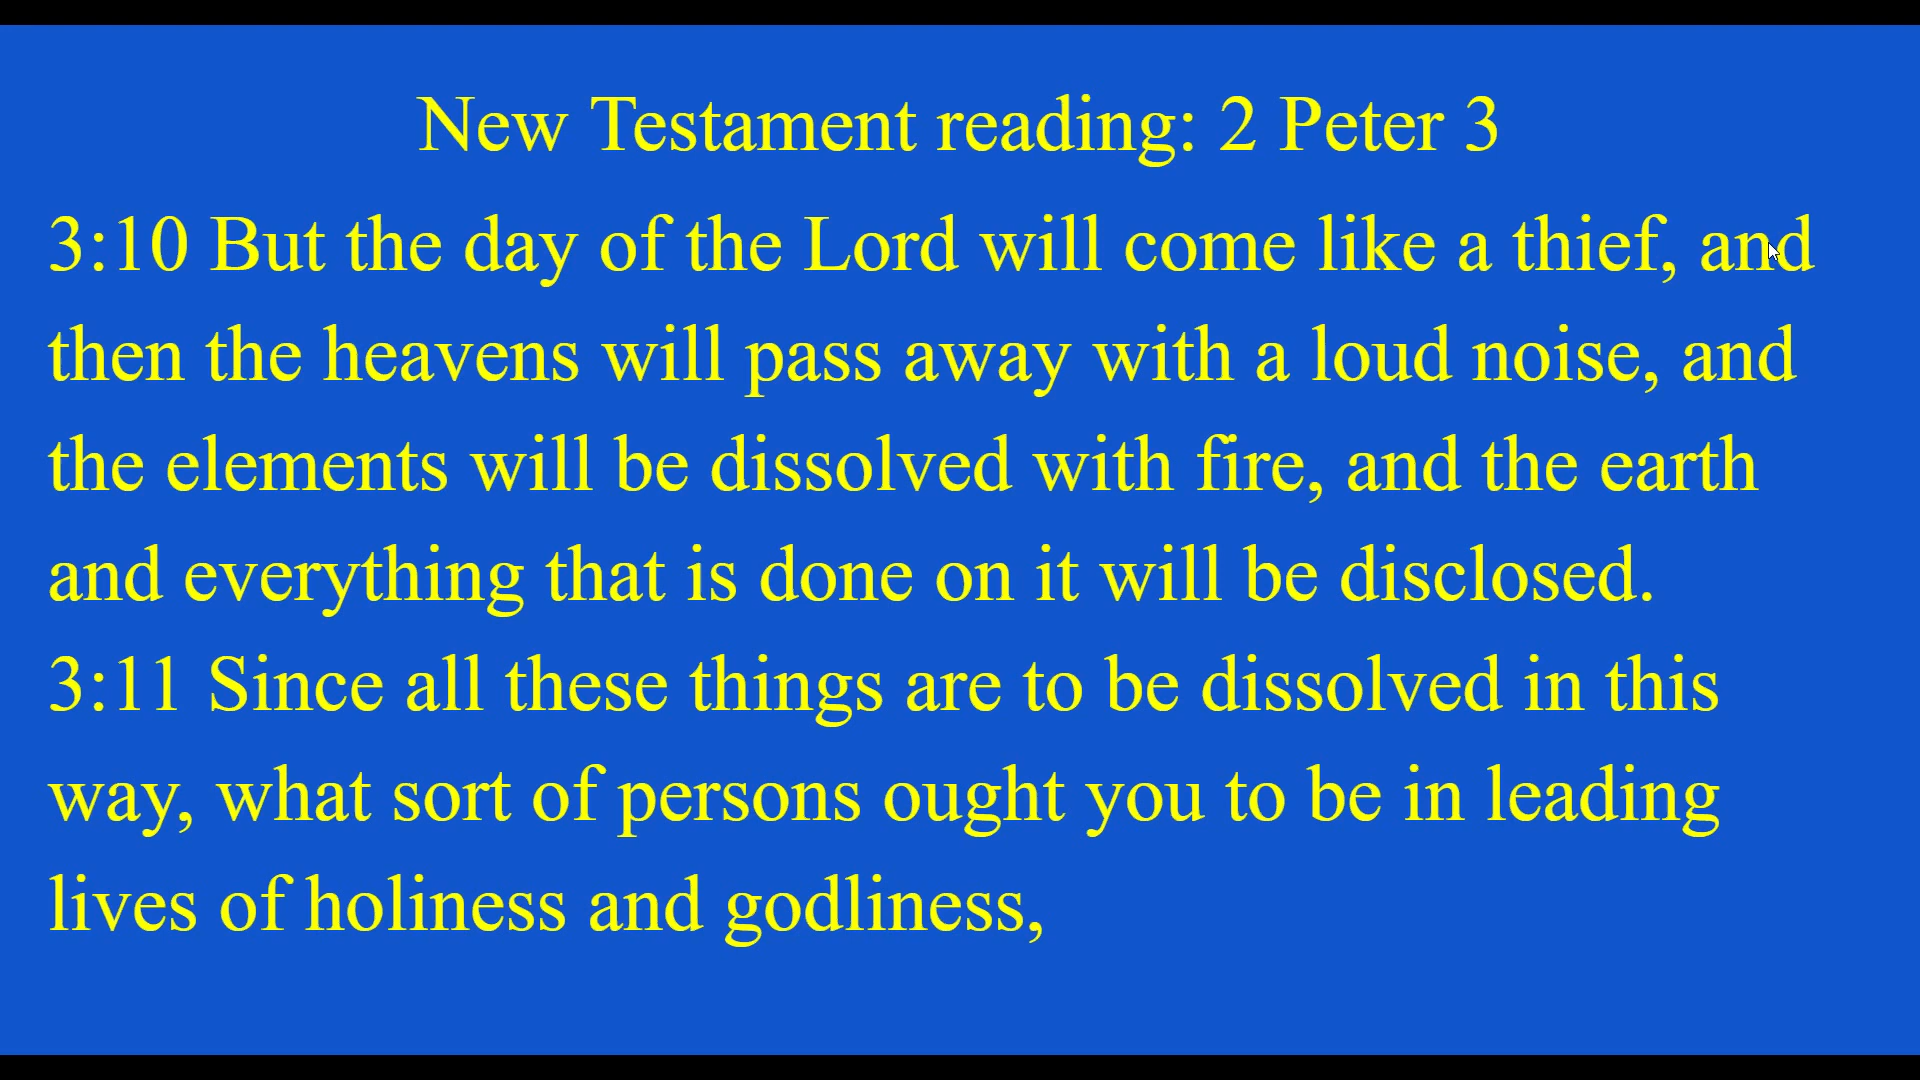 New Testament reading: 2 Peter 3
3:10 But the day of the Lord will come like a thief, and
then the heavens will pass away with a loud noise, and
the elements will be dissolved with fire, and the earth
and everything that is done on it will be disclosed.
3:11 Since all these things are to be dissolved in this
way, what sort of persons ought you to be in leading
lives of holiness and godliness,